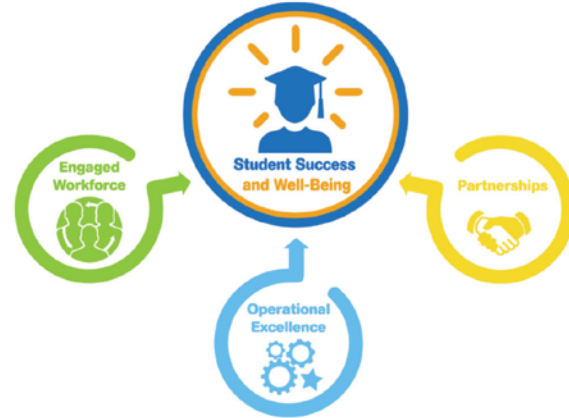 Student Success
and Well-Being
Engaged
Workforce
Partnerships
Operational
Excellence